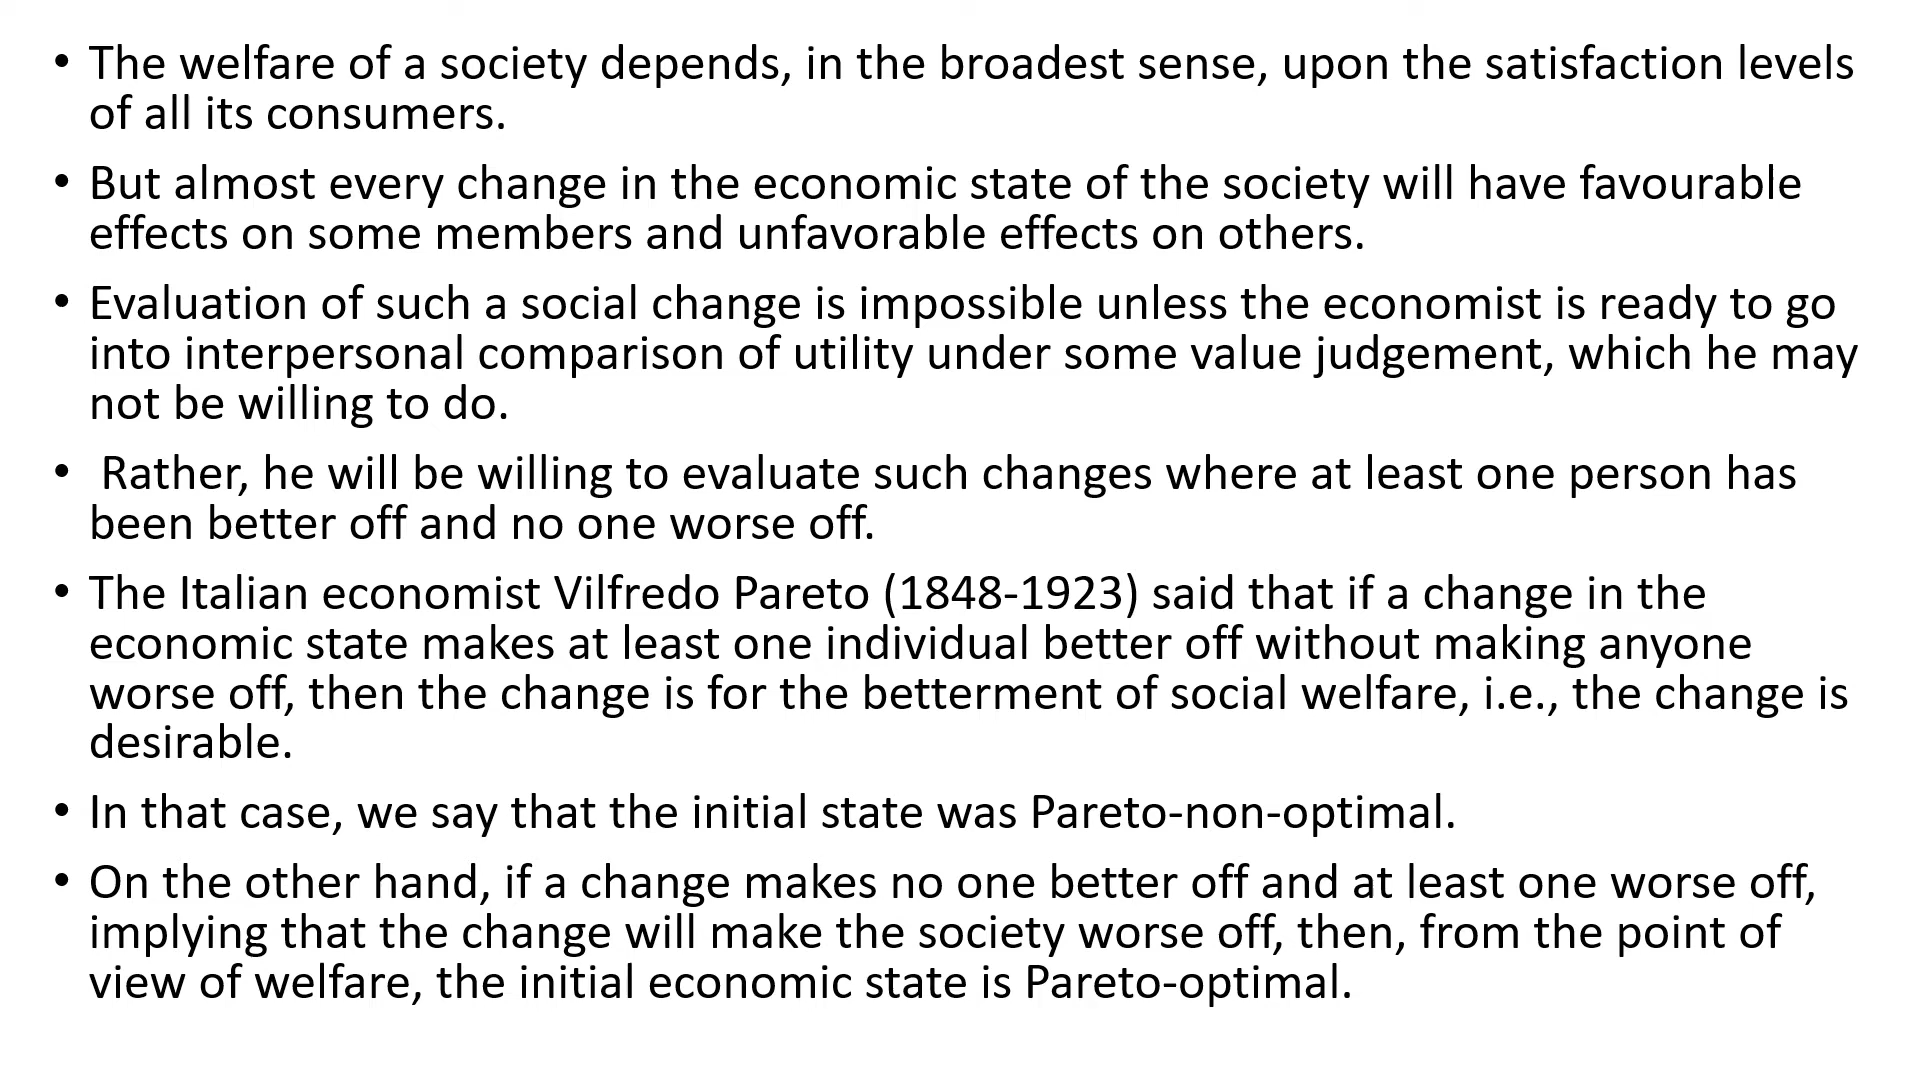 • The welfare of a society depends, in the broadest sense, upon the satisfaction levels
of all its consumers.
• But almost every change in the economic state of the society will have favourable
effects on some members and unfavorable effects on others.
• Evaluation of such a social change is impossible unless the economist is ready to go
into interpersonal comparison of utility under some value judgement, which he may
not be willing to do.
• Rather, he will be willing to evaluate such changes where at least one person has
been better off and no one worse off.
• The Italian economist Vilfredo Pareto (1848-1923) said that if a change in the
economic state makes at least one individual better off without making anyone
worse off, then the change is for the betterment of social welfare, i.e., the change is
desirable.
• In that case, we say that the initial state was Pareto-non-optimal.
• On the other hand, if a change makes no one better off and at least one worse off,
implying that the change will make the society worse off, then, from the point of
view of welfare, the initial economic state is Pareto-optimal.